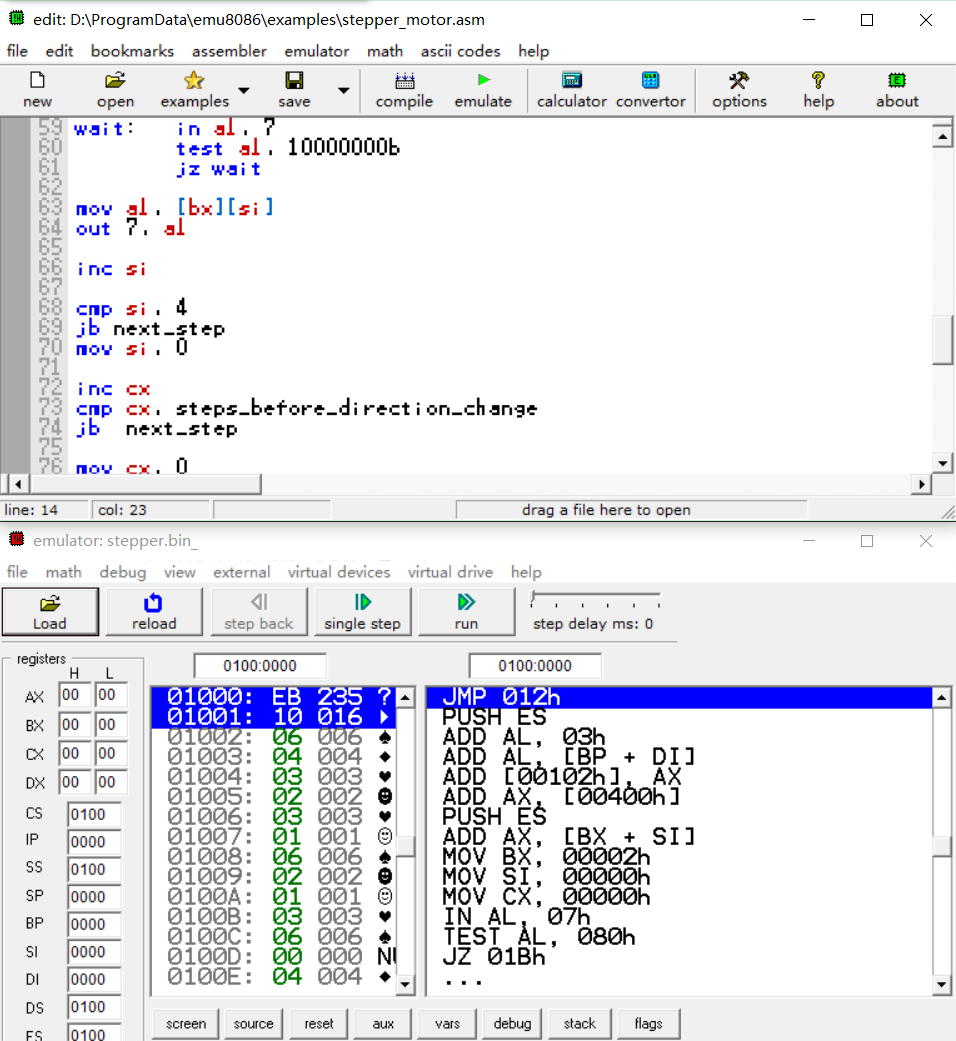 edit: D:\ProgramData\emu8086\examples\stepper_motor.asm
file edit bookmarks assembler emulator math ascii codes help
new open examples save compile emulate calculator convertor options help about
59 wait: in al, 7
60 test al, 10000000b
61 jz wait
62
63 mov al, [bx][si]
64 out 7, al
65
66 inc si
67
68 cmp si, 4
69 jb next_step
70 mov si, 0
71
72 inc cx
73 cmp cx, steps_before_direction_change
74 jb next_step
75
76 mov cx, 0
line: 14 col: 23 drag a file here to open
emulator: stepper.bin_
file math debug view external virtual devices virtual drive help
Load reload step back single step run step delay ms: 0
registers
H L
AX 00 00
BX 00 00
CX 00 00
DX 00 00
CS 0100
IP 0000
SS 0100
SP 0000
BP 0000
SI 0000
DI 0000
DS 0100
ES 0100
0100:0000
01000: EB 235 ?
01001: 10 016 ►
01002: 06 006 ♠
01003: 04 004 ♦
01004: 03 003 ♥
01005: 02 002 ☻
01006: 03 003 ♥
01007: 01 001 ☺
01008: 06 006 ♠
01009: 02 002 ☻
0100A: 01 001 ☺
0100B: 03 003 ♥
0100C: 06 006 ♠
0100D: 00 000
0100E: 04 004 ♦
0100:0000
JMP 012h
PUSH ES
ADD AL, 03h
ADD AL, [BP + DI]
ADD [00102h], AX
ADD AX, [00400h]
PUSH ES
ADD AX, [BX + SI]
MOV BX, 00002h
MOV SI, 00000h
MOV CX, 00000h
IN AL, 07h
TEST AL, 080h
JZ 01Bh
...
screen source reset aux vars debug stack flags